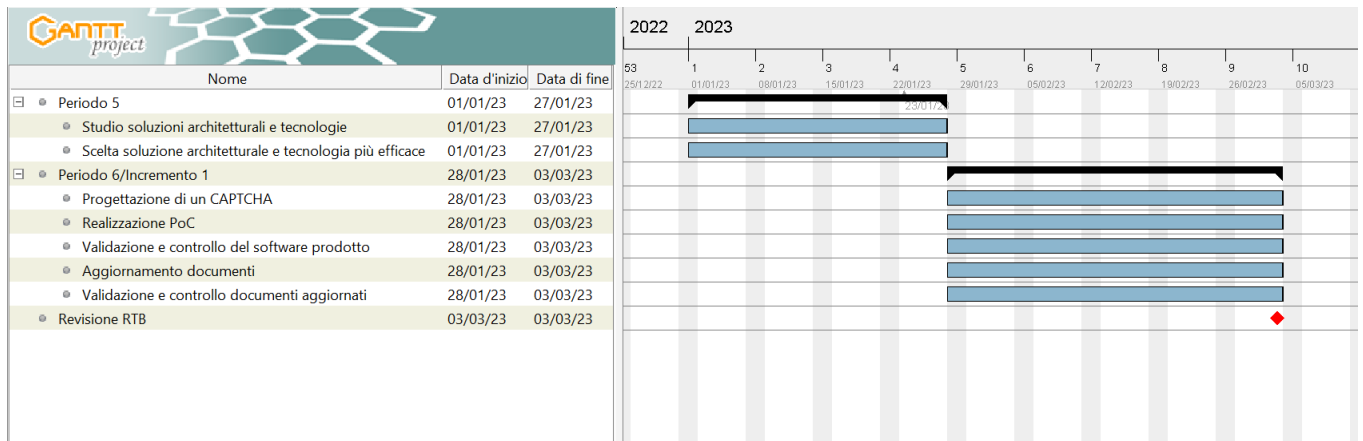 GANTT project
2022 2023
Nome Data d'inizio Data di fine
53 1 2 3 4 5 6 7 8 9 10
25/12/22 01/01/23 08/01/23 15/01/23 22/01/23 29/01/23 05/02/23 12/02/23 19/02/23 26/02/23 05/03/23
Periodo 5 01/01/23 27/01/23
Studio soluzioni architetturali e tecnologie 01/01/23 27/01/23
Scelta soluzione architetturale e tecnologia più efficace 01/01/23 27/01/23
Periodo 6/Incremento 1 28/01/23 03/03/23
Progettazione di un CAPTCHA 28/01/23 03/03/23
Realizzazione PoC 28/01/23 03/03/23
Validazione e controllo del software prodotto 28/01/23 03/03/23
Aggiornamento documenti 28/01/23 03/03/23
Validazione e controllo documenti aggiornati 28/01/23 03/03/23
Revisione RTB 03/03/23 03/03/23